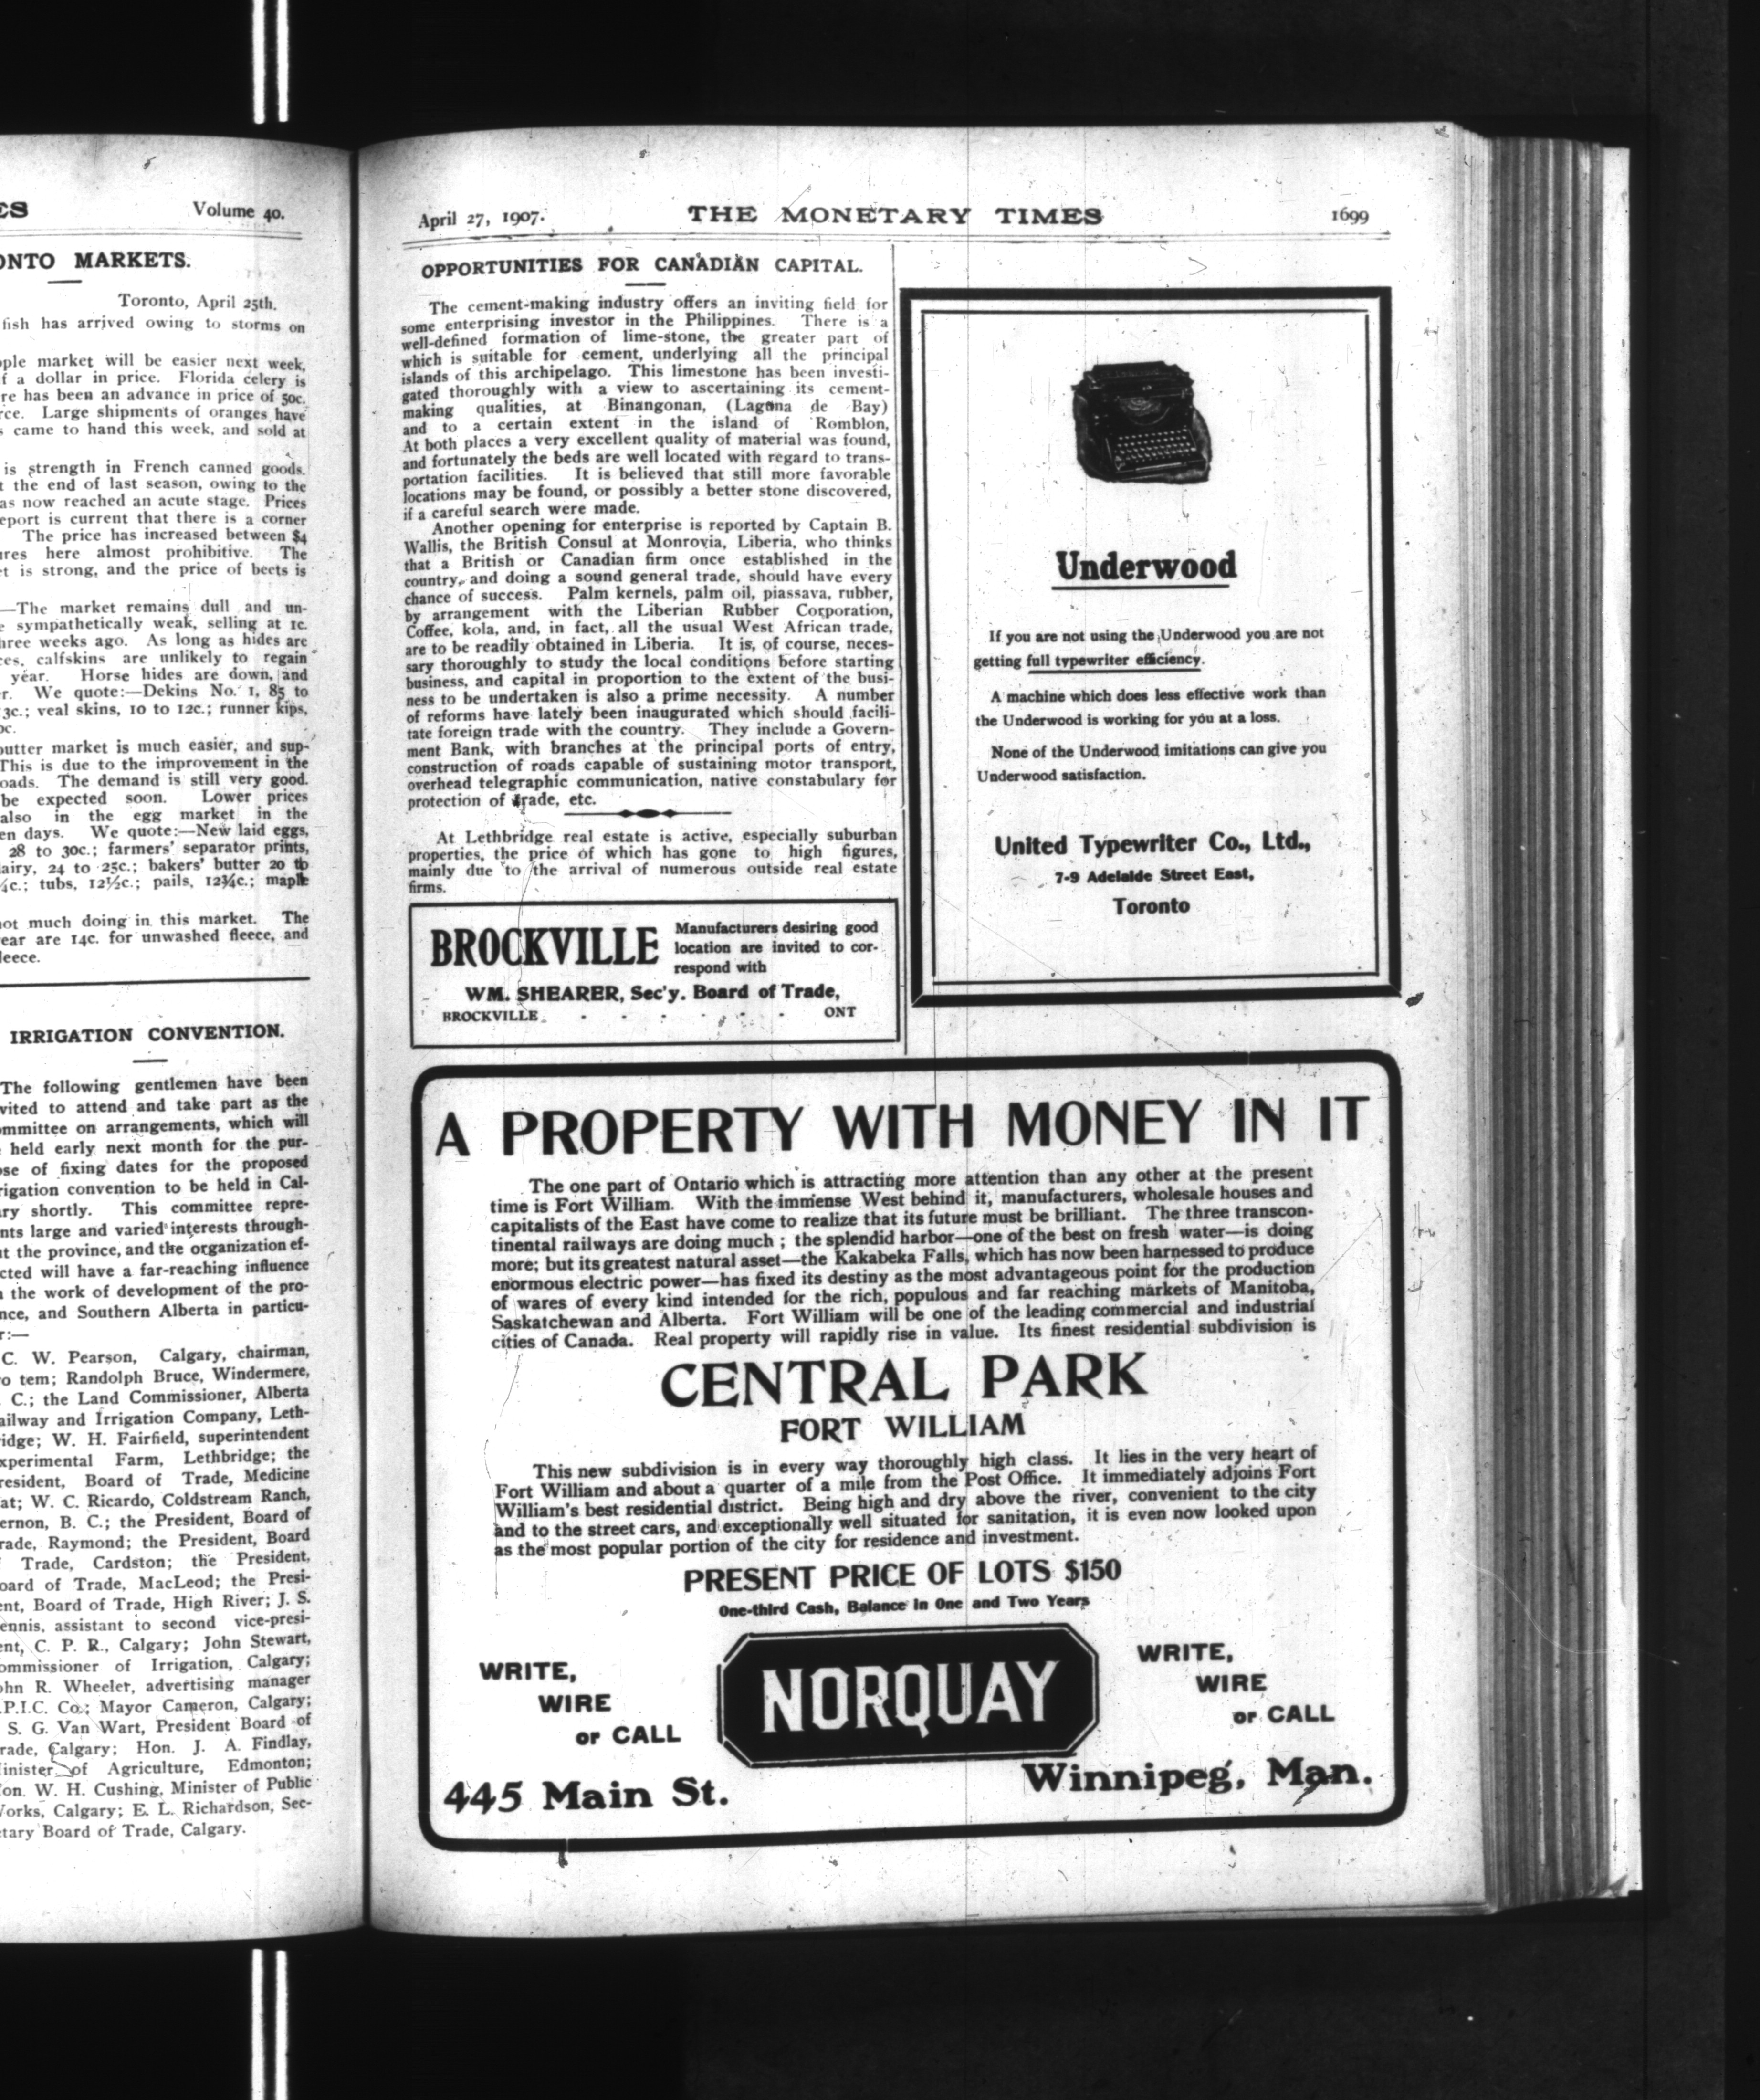 ES Volume 40.
ONTO MARKETS.
Toronto, April 25th.
fish has arrived owing to storms on
ple market will be easier next week,
f a dollar in price. Florida celery is
re has been an advance in price of 50c.
rce. Large shipments of oranges have
s came to hand this week, and sold at
is strength in French canned goods.
t the end of last season, owing to the
as now reached an acute stage. Prices
eport is current that there is a corner
The price has increased between $4
ures here almost prohibitive. The
et is strong, and the price of beets is
—The market remains dull and un-
e sympathetically weak, selling at 1c.
hree weeks ago. As long as hides are
ces, calfskins are unlikely to regain
year. Horse hides are down, and
r. We quote:—Dekins No. 1, 85 to
3c.; veal skins, 10 to 12c.; runner kips,
oc.
butter market is much easier, and sup-
This is due to the improvement in the
oads. The demand is still very good.
be expected soon. Lower prices
also in the egg market in the
en days. We quote:—New laid eggs,
28 to 30c.; farmers' separator prints,
airy, 24 to 25c.; bakers' butter 20 to
¼c.; tubs, 12½c.; pails, 12¾c.; maple
not much doing in this market. The
ear are 14c. for unwashed fleece, and
leece.
IRRIGATION CONVENTION.
The following gentlemen have been
vited to attend and take part as the
ommittee on arrangements, which will
held early next month for the pur-
ose of fixing dates for the proposed
rigation convention to be held in Cal-
ary shortly. This committee repre-
nts large and varied interests through-
ut the province, and the organization ef-
cted will have a far-reaching influence
n the work of development of the pro-
nce, and Southern Alberta in particu-
r:—
C. W. Pearson, Calgary, chairman,
o tem; Randolph Bruce, Windermere,
. C.; the Land Commissioner, Alberta
ailway and Irrigation Company, Leth-
ridge; W. H. Fairfield, superintendent
xperimental Farm, Lethbridge; the
resident, Board of Trade, Medicine
at; W. C. Ricardo, Coldstream Ranch,
ernon, B. C.; the President, Board of
rade, Raymond; the President, Board
f Trade, Cardston; the President,
oard of Trade, MacLeod; the Presi-
ent, Board of Trade, High River; J. S.
ennis, assistant to second vice-presi-
ent, C. P. R., Calgary; John Stewart,
ommissioner of Irrigation, Calgary;
ohn R. Wheeler, advertising manager
.P.I.C. Co.; Mayor Cameron, Calgary;
S. G. Van Wart, President Board of
rade, Calgary; Hon. J. A. Findlay,
inister of Agriculture, Edmonton;
on. W. H. Cushing, Minister of Public
Works, Calgary; E. L. Richardson, Sec-
etary Board of Trade, Calgary.
April 27, 1907. THE MONETARY TIMES 1699
OPPORTUNITIES FOR CANADIAN CAPITAL.
The cement-making industry offers an inviting field for
some enterprising investor in the Philippines. There is a
well-defined formation of lime-stone, the greater part of
which is suitable for cement, underlying all the principal
islands of this archipelago. This limestone has been investi-
gated thoroughly with a view to ascertaining its cement-
making qualities, at Binangonan, (Laguna de Bay)
and to a certain extent in the island of Romblon,
At both places a very excellent quality of material was found,
and fortunately the beds are well located with regard to trans-
portation facilities. It is believed that still more favorable
locations may be found, or possibly a better stone discovered,
if a careful search were made.
Another opening for enterprise is reported by Captain B.
Wallis, the British Consul at Monrovia, Liberia, who thinks
that a British or Canadian firm once established in the
country, and doing a sound general trade, should have every
chance of success. Palm kernels, palm oil, piassava, rubber,
by arrangement with the Liberian Rubber Corporation,
Coffee, kola, and, in fact, all the usual West African trade,
are to be readily obtained in Liberia. It is, of course, neces-
sary thoroughly to study the local conditions before starting
business, and capital in proportion to the extent of the busi-
ness to be undertaken is also a prime necessity. A number
of reforms have lately been inaugurated which should facili-
tate foreign trade with the country. They include a Govern-
ment Bank, with branches at the principal ports of entry,
construction of roads capable of sustaining motor transport,
overhead telegraphic communication, native constabulary for
protection of trade, etc.
At Lethbridge real estate is active, especially suburban
properties, the price of which has gone to high figures,
mainly due to the arrival of numerous outside real estate
firms.
BROCKVILLE
Manufacturers desiring good
location are invited to cor-
respond with
WM. SHEARER, Sec'y. Board of Trade,
BROCKVILLE - - - - - - - ONT
Underwood
If you are not using the Underwood you are not
getting full typewriter efficiency.
A machine which does less effective work than
the Underwood is working for you at a loss.
None of the Underwood imitations can give you
Underwood satisfaction.
United Typewriter Co., Ltd.,
7-9 Adelaide Street East,
Toronto
A PROPERTY WITH MONEY IN IT
The one part of Ontario which is attracting more attention than any other at the present
time is Fort William. With the immense West behind it, manufacturers, wholesale houses and
capitalists of the East have come to realize that its future must be brilliant. The three transcon-
tinental railways are doing much; the splendid harbor—one of the best on fresh water—is doing
more; but its greatest natural asset—the Kakabeka Falls, which has now been harnessed to produce
enormous electric power—has fixed its destiny as the most advantageous point for the production
of wares of every kind intended for the rich, populous and far reaching markets of Manitoba,
Saskatchewan and Alberta. Fort William will be one of the leading commercial and industrial
cities of Canada. Real property will rapidly rise in value. Its finest residential subdivision is
CENTRAL PARK
FORT WILLIAM
This new subdivision is in every way thoroughly high class. It lies in the very heart of
Fort William and about a quarter of a mile from the Post Office. It immediately adjoins Fort
William's best residential district. Being high and dry above the river, convenient to the city
and to the street cars, and exceptionally well situated for sanitation, it is even now looked upon
as the most popular portion of the city for residence and investment.
PRESENT PRICE OF LOTS $150
One-third Cash, Balance in One and Two Years
WRITE,
WIRE
or CALL
NORQUAY
WRITE,
WIRE
or CALL
445 Main St.
Winnipeg, Man.